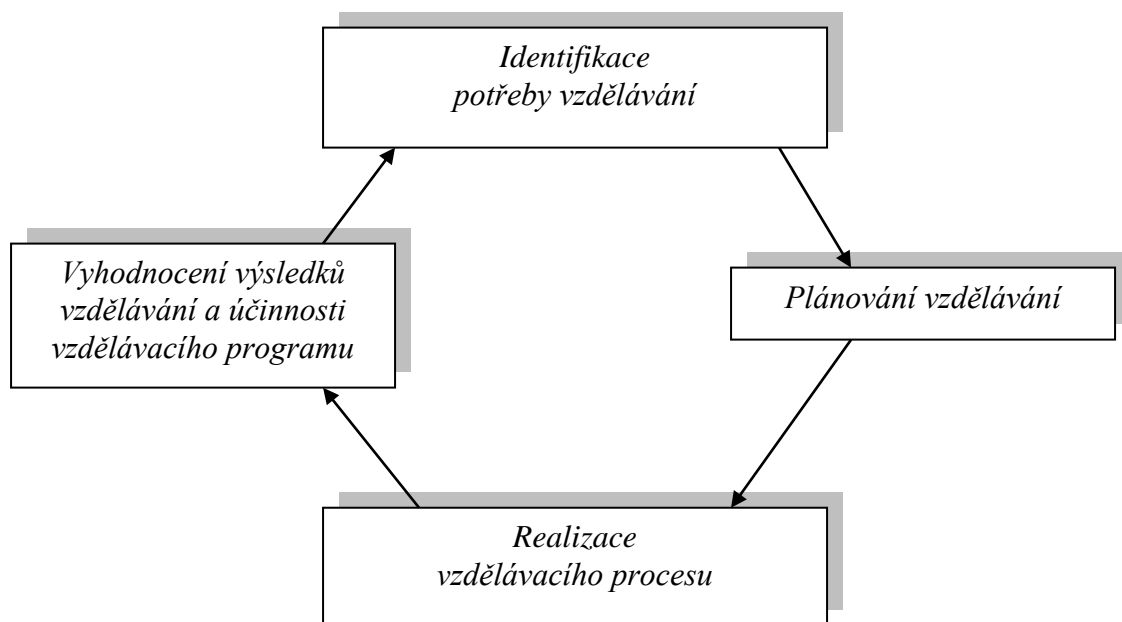 Identifikace
potřeby vzdělávání
Vyhodnocení výsledků
vzdělávání a účinnosti
vzdělávacího programu
Plánování vzdělávání
Realizace
vzdělávacího procesu